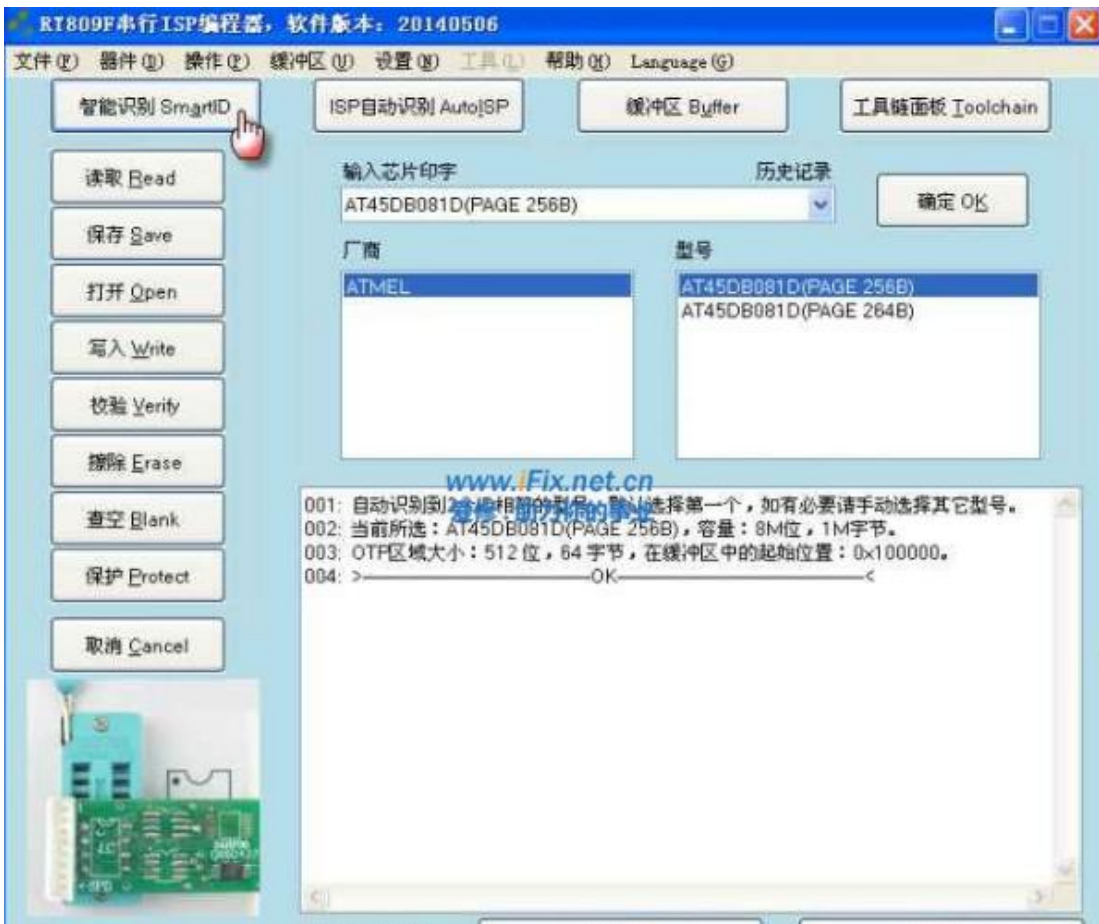 RT809F串行ISP编程器，软件版本：20140506
文件(F) 器件(D) 操作(P) 缓冲区(U) 设置(N) 工具(L) 帮助(H) Language(G)
智能识别 SmartID ISP自动识别 AutoISP 缓冲区 Buffer 工具链面板 Toolchain
读取 Read
保存 Save
打开 Open
写入 Write
校验 Verify
擦除 Erase
查空 Blank
保护 Protect
取消 Cancel
输入芯片印字 历史记录
AT45DB081D(PAGE 256B)
确定 OK
厂商
ATMEL
型号
AT45DB081D(PAGE 256B)
AT45DB081D(PAGE 264B)
www.iFix.net.cn
001: 自动识别到 选择第一个，如有必要请手动选择其它型号。
002: 当前所选：AT45DB081D(PAGE 256B)，容量：8M位，1M字节。
003: OTP区域大小：512 位，64 字节，在缓冲区中的起始位置：0x100000。
004: >————————OK————————<